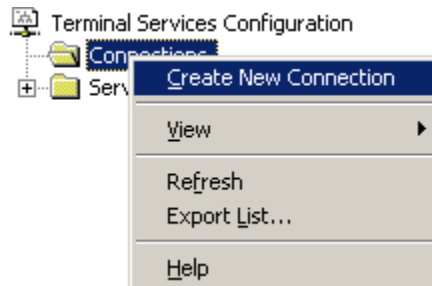 Terminal Services Configuration
Connections
Serv
Create New Connection
View
Refresh
Export List...
Help